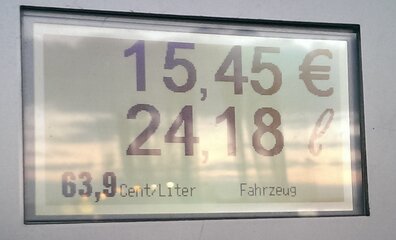 15,45 €
24,18 ℓ
63,9 Cent/Liter Fahrzeug